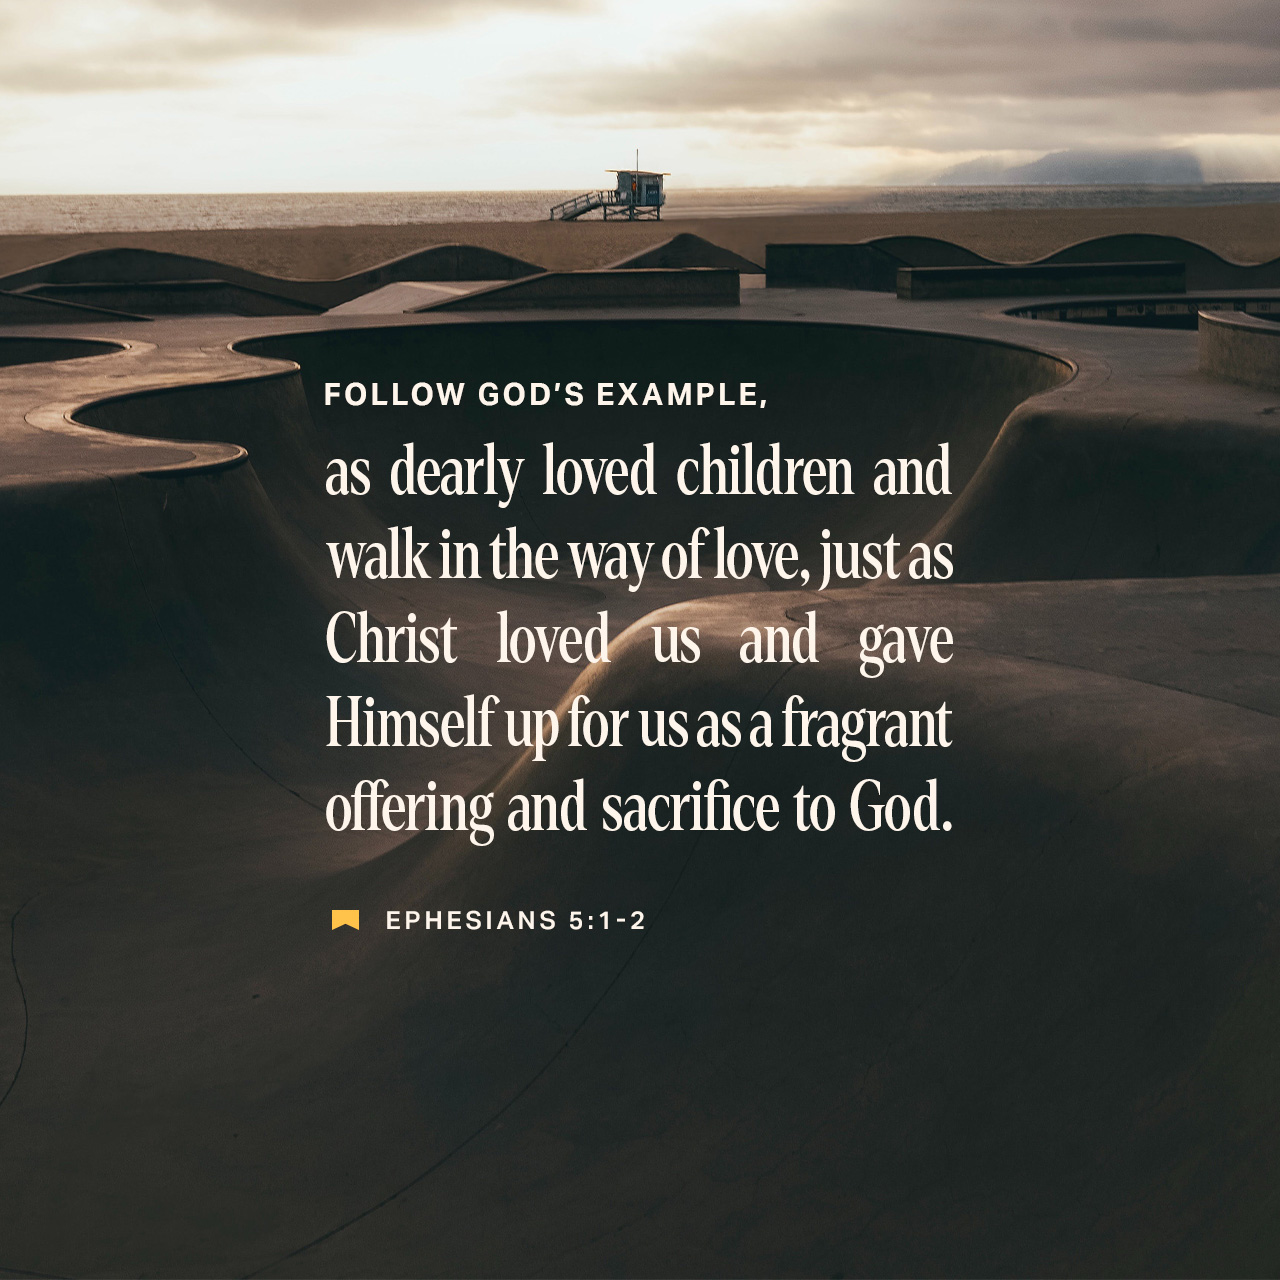 FOLLOW GOD'S EXAMPLE,
as dearly loved children and
walk in the way of love, just as
Christ loved us and gave
Himself up for us as a fragrant
offering and sacrifice to God.
EPHESIANS 5:1-2